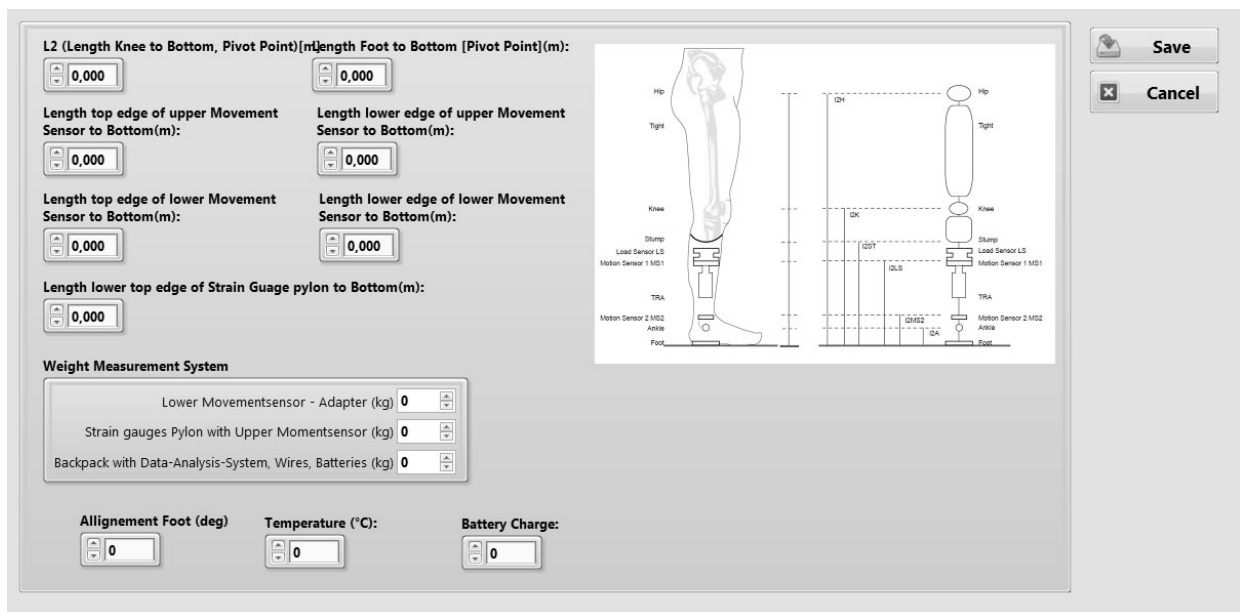 L2 (Length Knee to Bottom, Pivot Point)[m]
Length Foot to Bottom [Pivot Point](m):
0,000
0,000
Length top edge of upper Movement
Sensor to Bottom(m):
Length lower edge of upper Movement
Sensor to Bottom(m):
0,000
0,000
Length top edge of lower Movement
Sensor to Bottom(m):
Length lower edge of lower Movement
Sensor to Bottom(m):
0,000
0,000
Length lower top edge of Strain Guage pylon to Bottom(m):
0,000
Weight Measurement System
Lower Movementsensor - Adapter (kg) 0
Strain gauges Pylon with Upper Momentsensor (kg) 0
Backpack with Data-Analysis-System, Wires, Batteries (kg) 0
Allignement Foot (deg)
0
Temperature (°C):
0
Battery Charge:
0
Hip
Tight
Knee
Stump
Load Sensor LS
Motion Sensor 1 MS1
TRA
Motion Sensor 2 MS2
Ankle
Foot
l2H
l2K
l2ST
l2LS
l2MS2
l2A
Hip
Tight
Knee
Stump
Load Sensor LS
Motion Sensor 1 MS1
TRA
Motion Sensor 2 MS2
Ankle
Foot
Save
Cancel